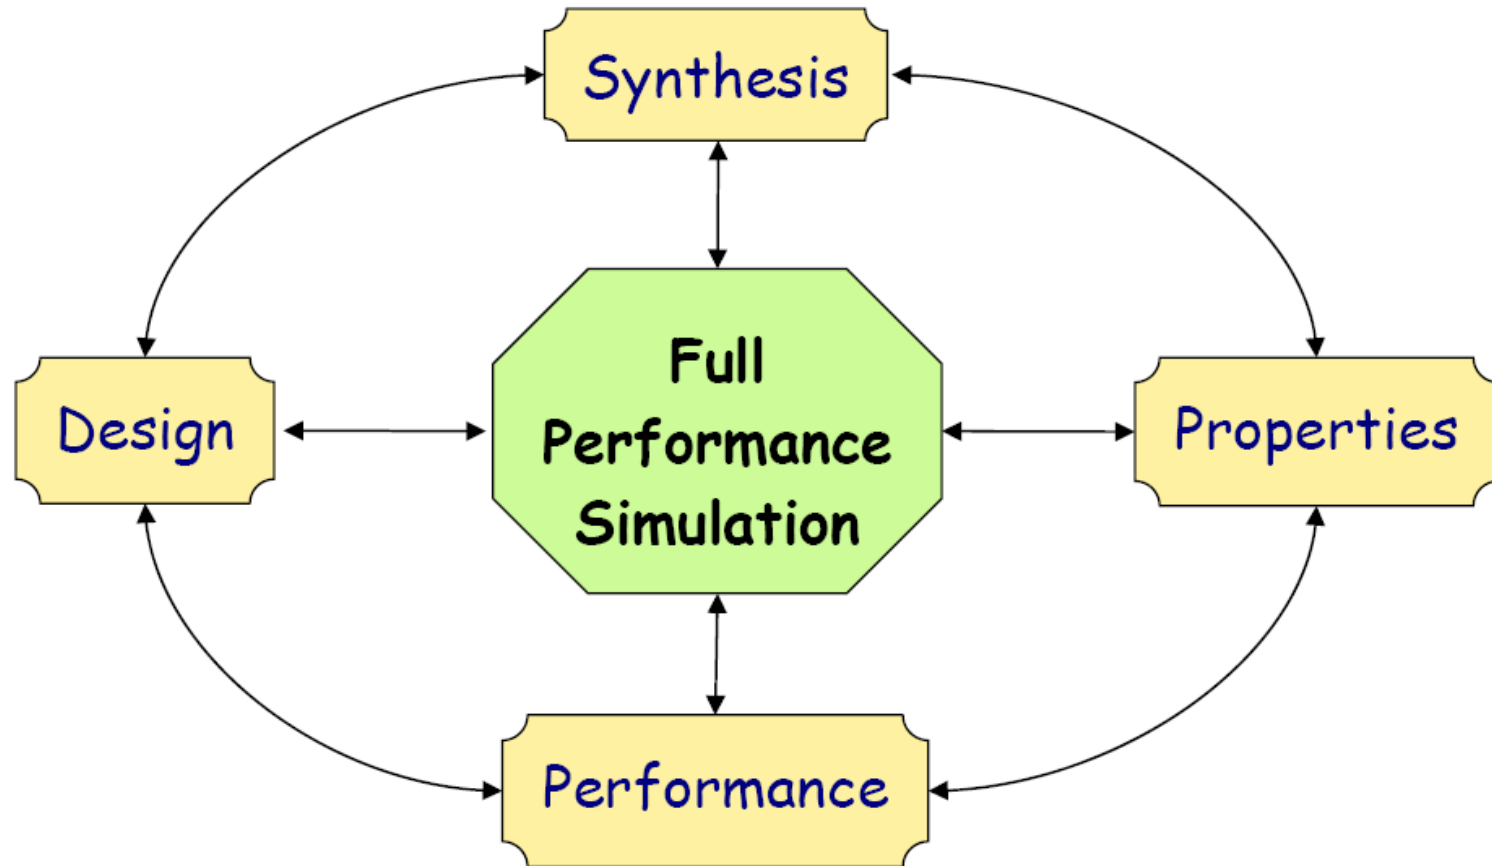 Synthesis
Design
Full
Performance
Simulation
Properties
Performance